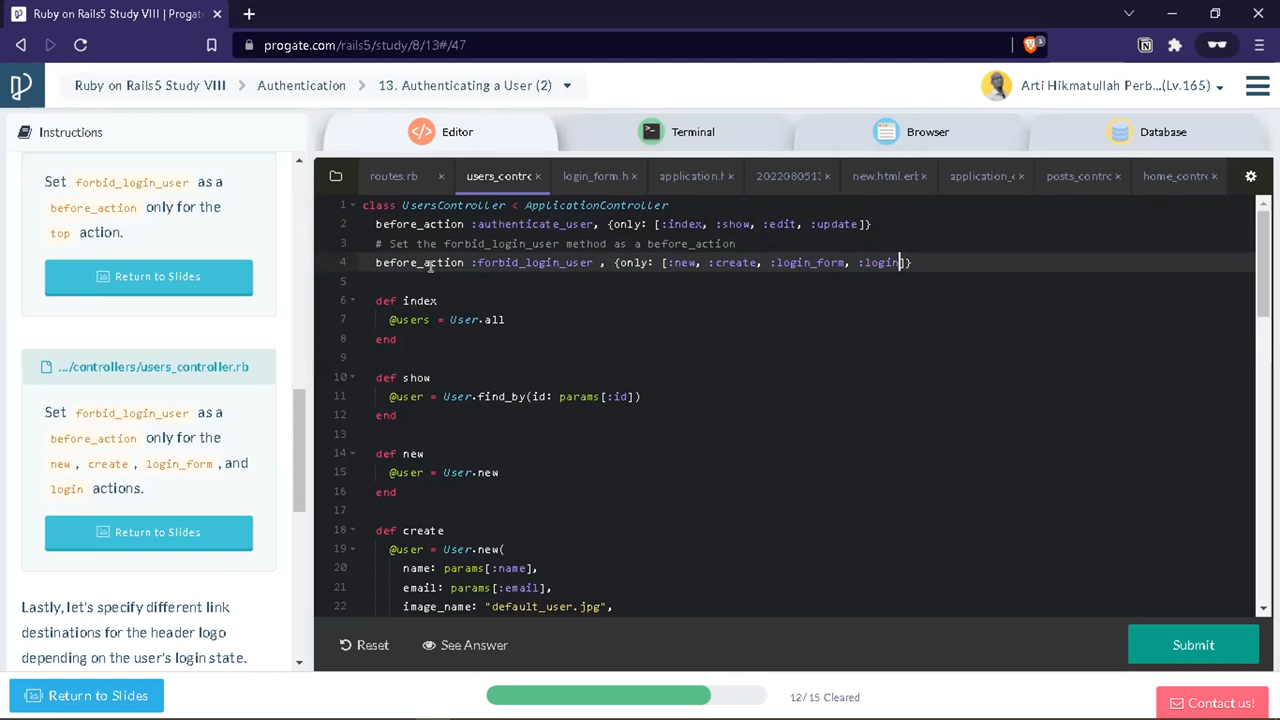 Ruby on Rails5 Study VIII | Progate
progate.com/rails5/study/8/13#/47
3
Ruby on Rails5 Study VIII
Authentication
13. Authenticating a User (2)
Arti Hikmatullah Perb...(Lv.165)
Instructions
Editor
Terminal
Browser
Database
routes.rb
users_contrc
login_form.h
application.h
2022080513
new.html.erb
application_c
posts_contrc
home_contrc
Set forbid_login_user as a
before_action only for the
top action.
Return to Slides
.../controllers/users_controller.rb
Set forbid_login_user as a
before_action only for the
new, create, login_form, and
login actions.
Return to Slides
Lastly, let's specify different link
destinations for the header logo
depending on the user's login state.
1 class UsersController < ApplicationController
2 before_action :authenticate_user, {only: [:index, :show, :edit, :update]}
3 # Set the forbid_login_user method as a before_action
4 before_action :forbid_login_user , {only: [:new, :create, :login_form, :login]}
5
6 def index
7 @users = User.all
8 end
9
10 def show
11 @user = User.find_by(id: params[:id])
12 end
13
14 def new
15 @user = User.new
16 end
17
18 def create
19 @user = User.new(
20 name: params[:name],
21 email: params[:email],
22 image_name: "default_user.jpg",
Reset
See Answer
Submit
Return to Slides
12/15 Cleared
Contact us!